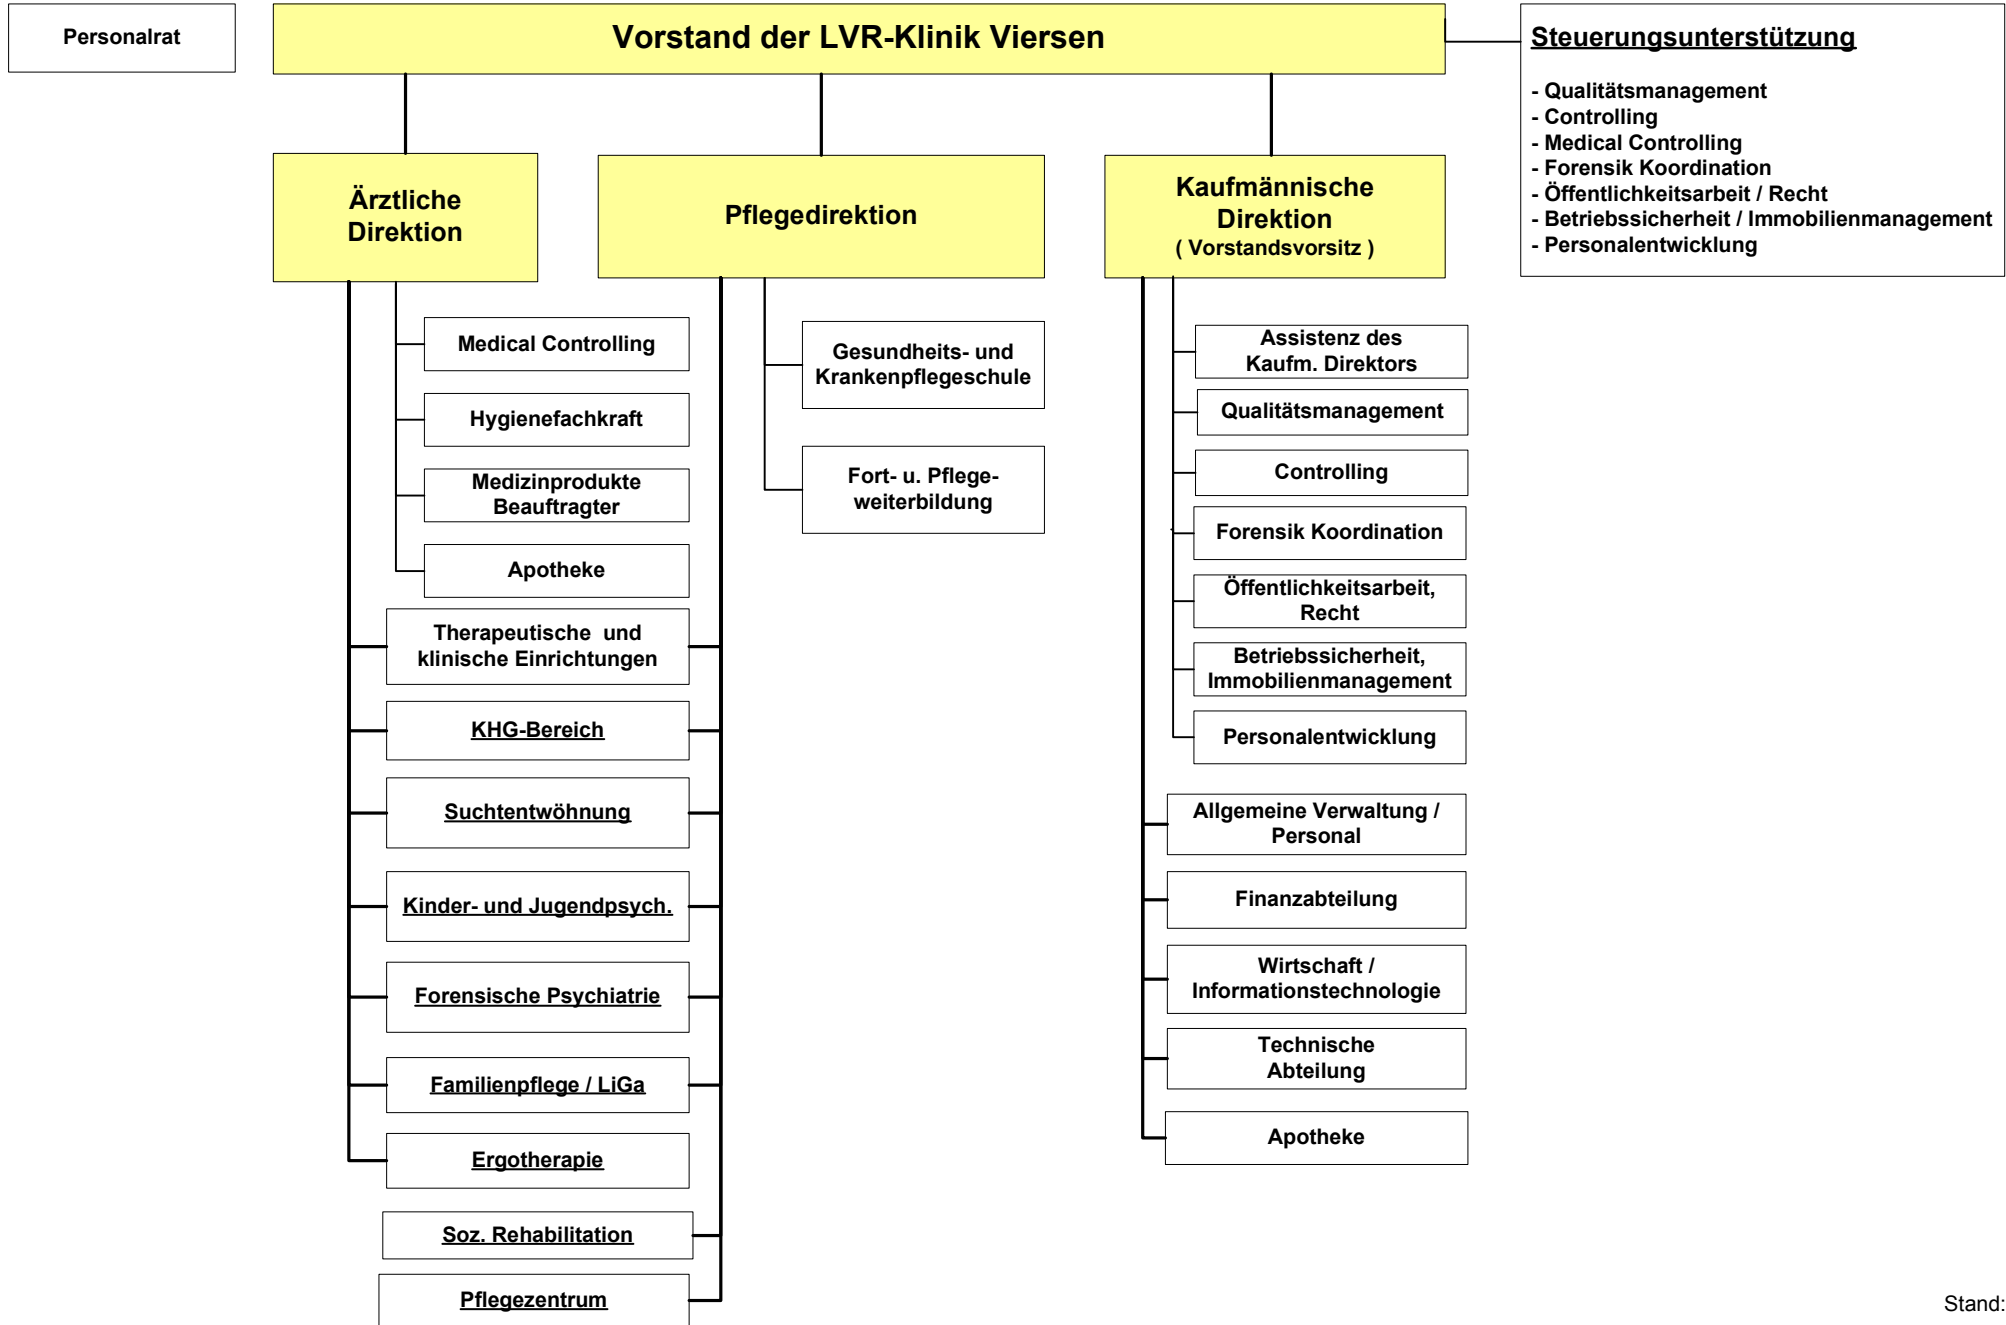 Personalrat
Vorstand der LVR-Klinik Viersen
Steuerungsunterstützung
- Qualitätsmanagement
- Controlling
- Medical Controlling
- Forensik Koordination
- Öffentlichkeitsarbeit / Recht
- Betriebssicherheit / Immobilienmanagement
- Personalentwicklung
Ärztliche
Direktion
Pflegedirektion
Kaufmännische
Direktion
( Vorstandsvorsitz )
Medical Controlling
Hygienefachkraft
Medizinprodukte
Beauftragter
Apotheke
Therapeutische und
klinische Einrichtungen
KHG-Bereich
Suchtentwöhnung
Kinder- und Jugendpsych.
Forensische Psychiatrie
Familienpflege / LiGa
Ergotherapie
Soz. Rehabilitation
Pflegezentrum
Gesundheits- und
Krankenpflegeschule
Fort- u. Pflege-
weiterbildung
Assistenz des
Kaufm. Direktors
Qualitätsmanagement
Controlling
Forensik Koordination
Öffentlichkeitsarbeit,
Recht
Betriebssicherheit,
Immobilienmanagement
Personalentwicklung
Allgemeine Verwaltung /
Personal
Finanzabteilung
Wirtschaft /
Informationstechnologie
Technische
Abteilung
Apotheke
Stand: